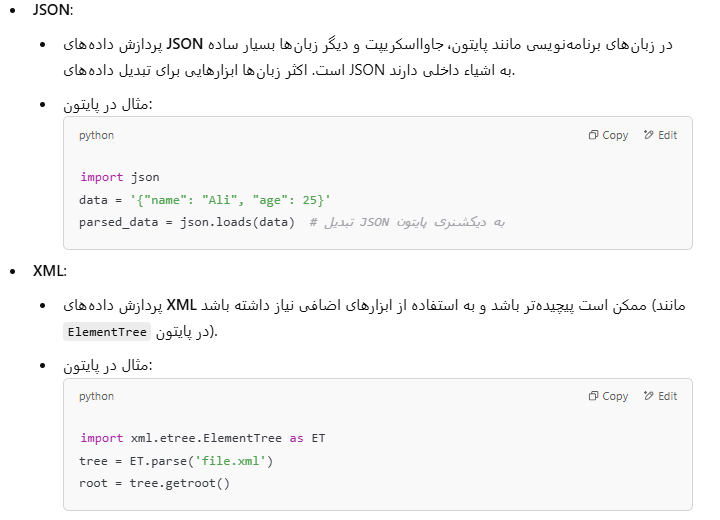 JSON:
پردازش داده‌های JSON در زبان‌های برنامه‌نویسی مانند پایتون، جاوااسکریپت و دیگر زبان‌ها بسیار ساده
است. اکثر زبان‌ها ابزارهایی برای تبدیل داده‌های JSON به اشیاء داخلی دارند.
مثال در پایتون:
python Copy Edit
import json
data = '{"name": "Ali", "age": 25}'
parsed_data = json.loads(data)  # تبدیل JSON به دیکشنری پایتون
XML:
پردازش داده‌های XML ممکن است پیچیده‌تر باشد و به استفاده از ابزارهای اضافی نیاز داشته باشد (مانند
ElementTree در پایتون).
مثال در پایتون:
python Copy Edit
import xml.etree.ElementTree as ET
tree = ET.parse('file.xml')
root = tree.getroot()